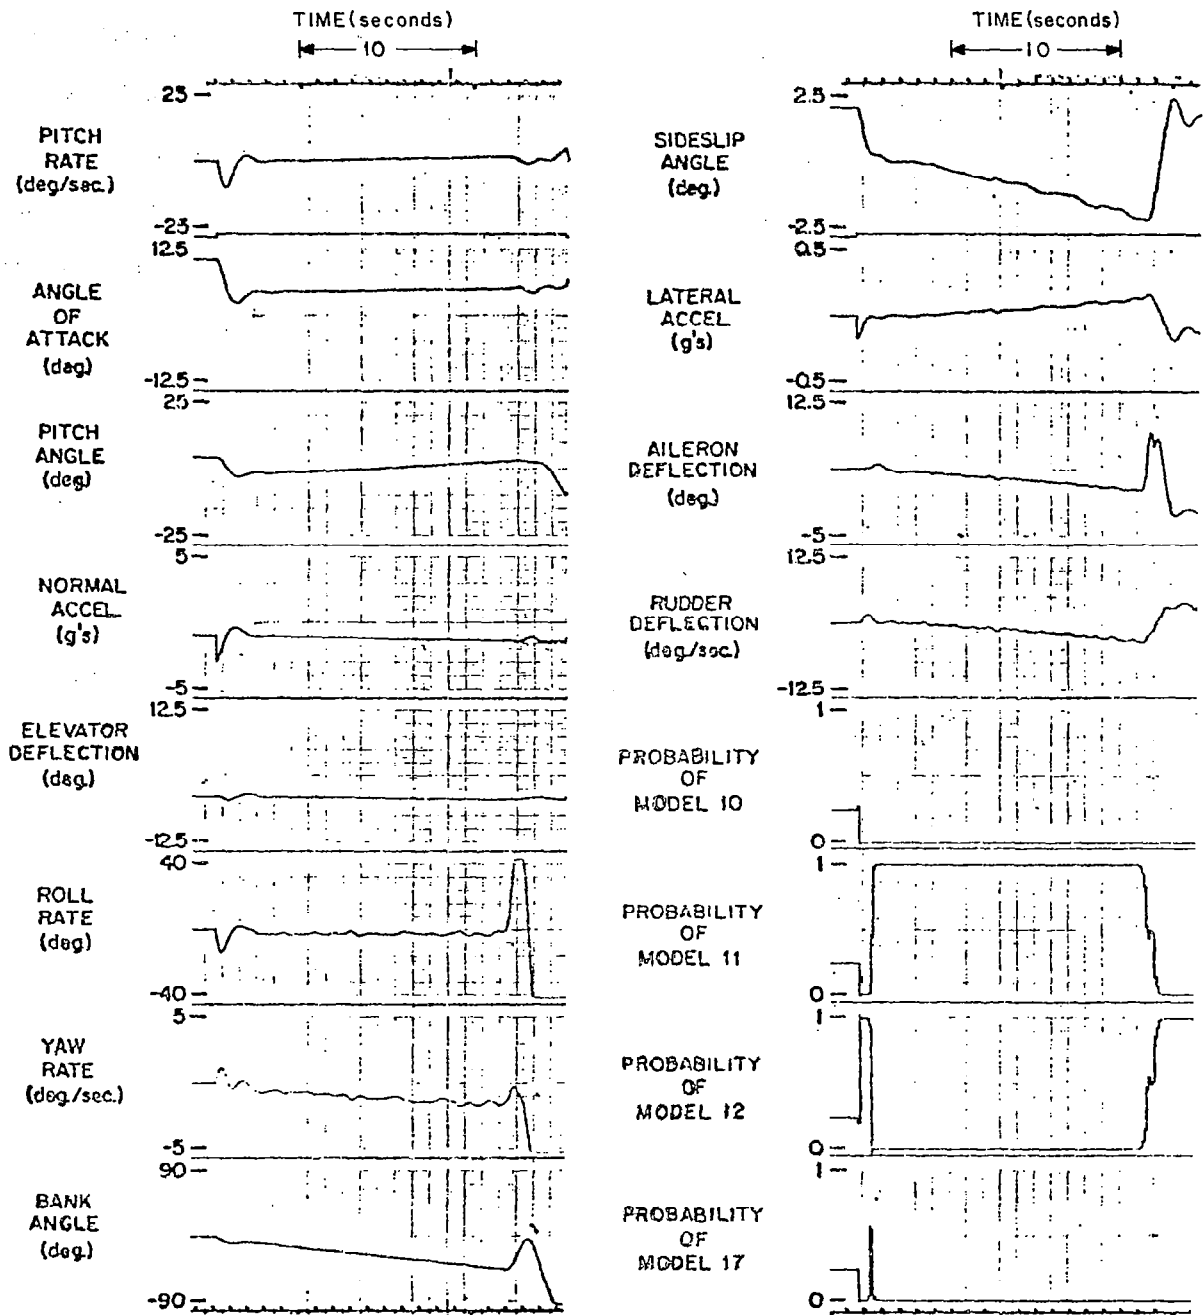 TIME(seconds)
10
25
PITCH
RATE
(deg/sec.)
-25
12.5
ANGLE
OF
ATTACK
(deg)
-12.5
25
PITCH
ANGLE
(deg)
-25
5
NORMAL
ACCEL
(g's)
-5
12.5
ELEVATOR
DEFLECTION
(deg.)
-12.5
40
ROLL
RATE
(deg)
-40
5
YAW
RATE
(deg./sec.)
-5
90
BANK
ANGLE
(deg.)
-90
TIME(seconds)
10
2.5
SIDESLIP
ANGLE
(deg.)
-2.5
0.5
LATERAL
ACCEL
(g's)
-0.5
12.5
AILERON
DEFLECTION
(deg.)
-5
12.5
RUDDER
DEFLECTION
(deg/sec.)
-12.5
1
PROBABILITY
OF
MODEL 10
0
1
PROBABILITY
OF
MODEL 11
0
1
PROBABILITY
OF
MODEL 12
0
1
PROBABILITY
OF
MODEL 17
0